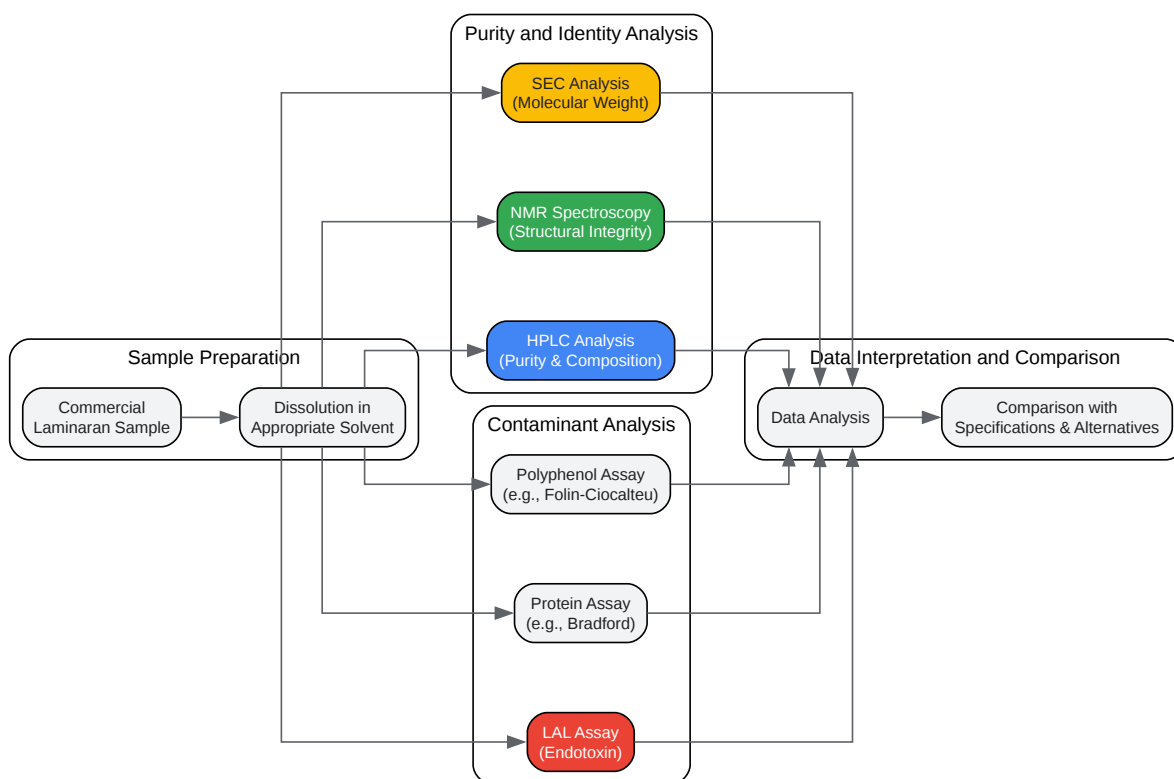 Purity and Identity Analysis
SEC Analysis
(Molecular Weight)
NMR Spectroscopy
(Structural Integrity)
HPLC Analysis
(Purity & Composition)
Sample Preparation
Commercial
Laminaran Sample
Dissolution in
Appropriate Solvent
Contaminant Analysis
Polyphenol Assay
(e.g., Folin-Ciocalteu)
Protein Assay
(e.g., Bradford)
LAL Assay
(Endotoxin)
Data Interpretation and Comparison
Data Analysis
Comparison with
Specifications & Alternatives